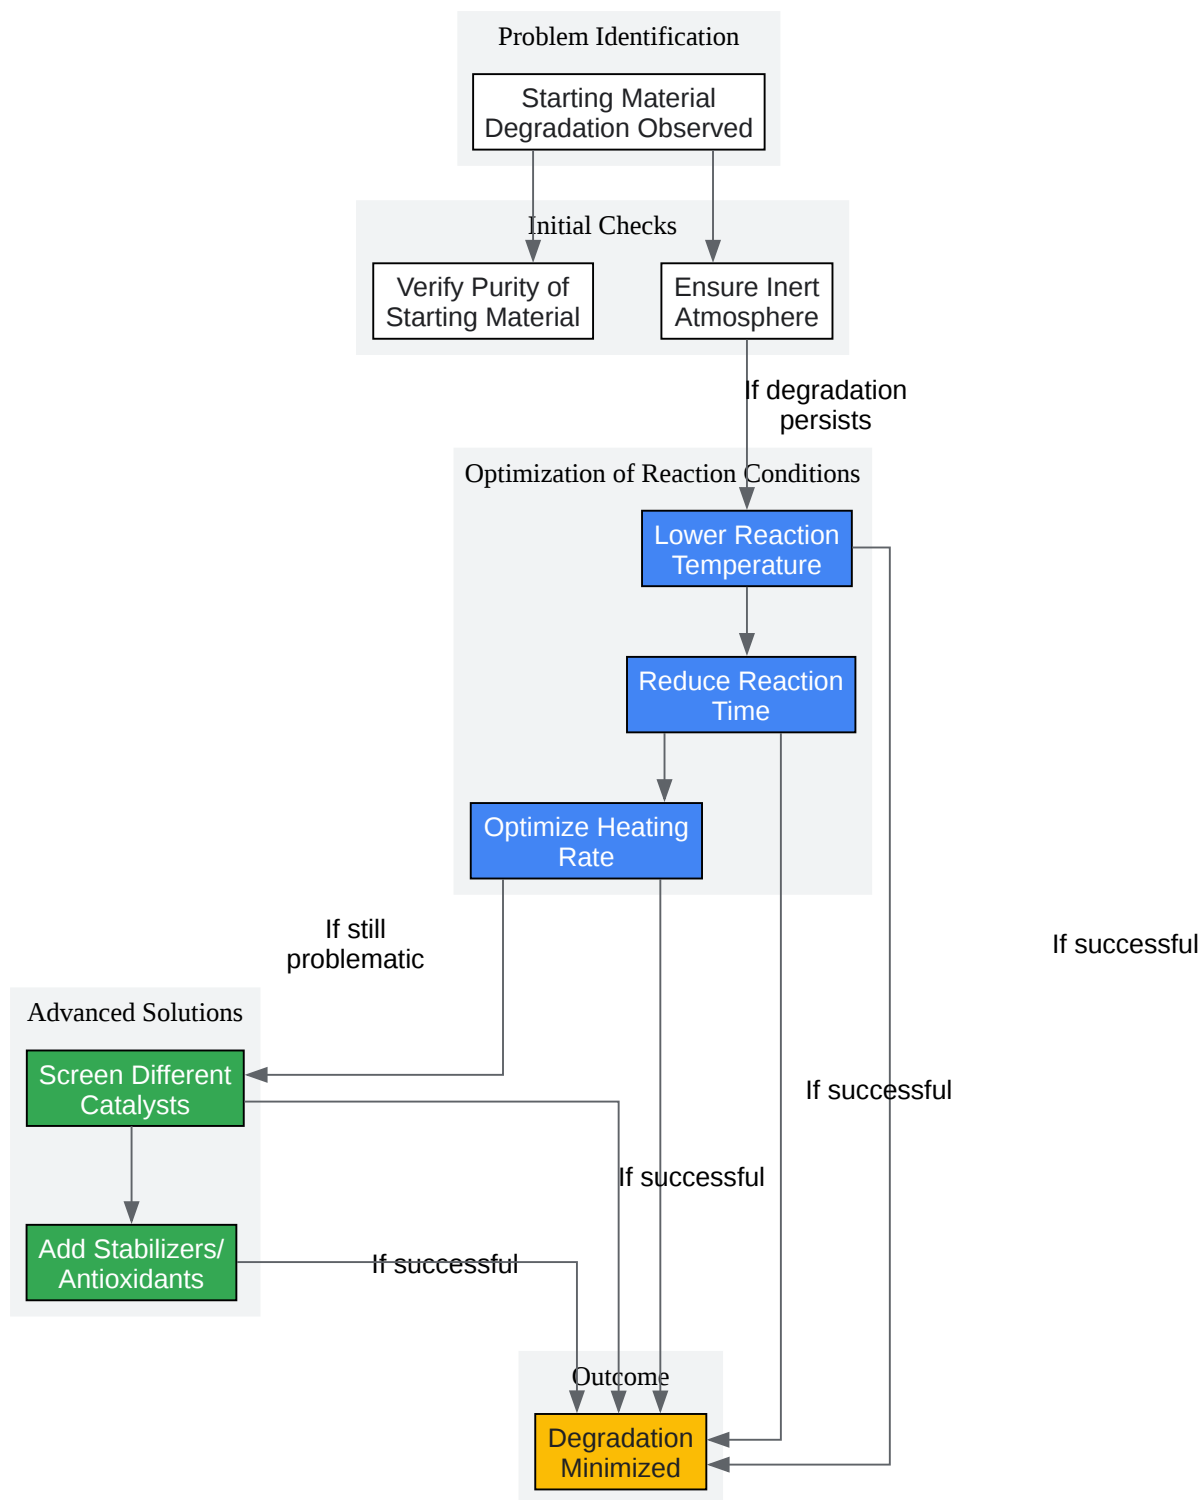 Problem Identification
Starting Material
Degradation Observed
Initial Checks
Verify Purity of
Starting Material
Ensure Inert
Atmosphere
If degradation
persists
Optimization of Reaction Conditions
Lower Reaction
Temperature
Reduce Reaction
Time
Optimize Heating
Rate
If still
problematic
If successful
Advanced Solutions
Screen Different
Catalysts
If successful
If successful
Add Stabilizers/
Antioxidants
If successful
Outcome
Degradation
Minimized